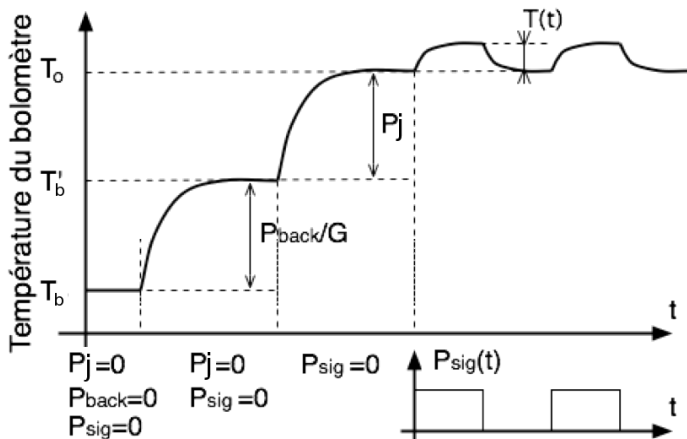 Température du bolomètre
T(t)
To
Pj
T'b
Pback/G
Tb
t
Pj=0
Pback=0
Psig=0
Pj=0
Psig=0
Psig=0
Psig(t)
t